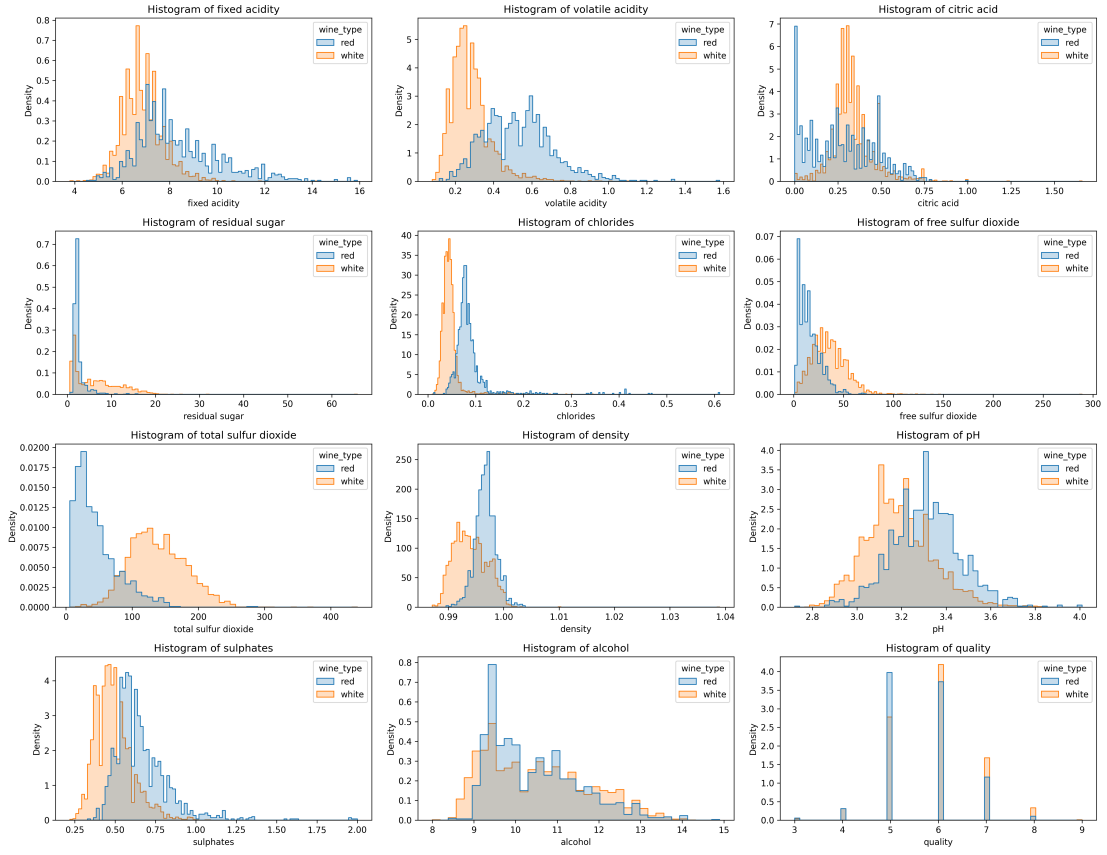 Histogram of fixed acidity
Density
0.8
0.7
0.6
0.5
0.4
0.3
0.2
0.1
0.0
wine_type
red
white
4 6 8 10 12 14 16
fixed acidity
Histogram of volatile acidity
Density
5
4
3
2
1
0
wine_type
red
white
0.2 0.4 0.6 0.8 1.0 1.2 1.4 1.6
volatile acidity
Histogram of citric acid
Density
7
6
5
4
3
2
1
0
wine_type
red
white
0.00 0.25 0.50 0.75 1.00 1.25 1.50
citric acid
Histogram of residual sugar
Density
0.7
0.6
0.5
0.4
0.3
0.2
0.1
0.0
wine_type
red
white
0 10 20 30 40 50 60
residual sugar
Histogram of chlorides
Density
40
35
30
25
20
15
10
5
0
wine_type
red
white
0.0 0.1 0.2 0.3 0.4 0.5 0.6
chlorides
Histogram of free sulfur dioxide
Density
0.07
0.06
0.05
0.04
0.03
0.02
0.01
0.00
wine_type
red
white
0 50 100 150 200 250 300
free sulfur dioxide
Histogram of total sulfur dioxide
Density
0.0200
0.0175
0.0150
0.0125
0.0100
0.0075
0.0050
0.0025
0.0000
wine_type
red
white
0 100 200 300 400
total sulfur dioxide
Histogram of density
Density
250
200
150
100
50
0
wine_type
red
white
0.99 1.00 1.01 1.02 1.03 1.04
density
Histogram of pH
Density
4.0
3.5
3.0
2.5
2.0
1.5
1.0
0.5
0.0
wine_type
red
white
2.8 3.0 3.2 3.4 3.6 3.8 4.0
pH
Histogram of sulphates
Density
4
3
2
1
0
wine_type
red
white
0.25 0.50 0.75 1.00 1.25 1.50 1.75 2.00
sulphates
Histogram of alcohol
Density
0.8
0.7
0.6
0.5
0.4
0.3
0.2
0.1
0.0
wine_type
red
white
8 9 10 11 12 13 14 15
alcohol
Histogram of quality
Density
4.0
3.5
3.0
2.5
2.0
1.5
1.0
0.5
0.0
wine_type
red
white
3 4 5 6 7 8 9
quality